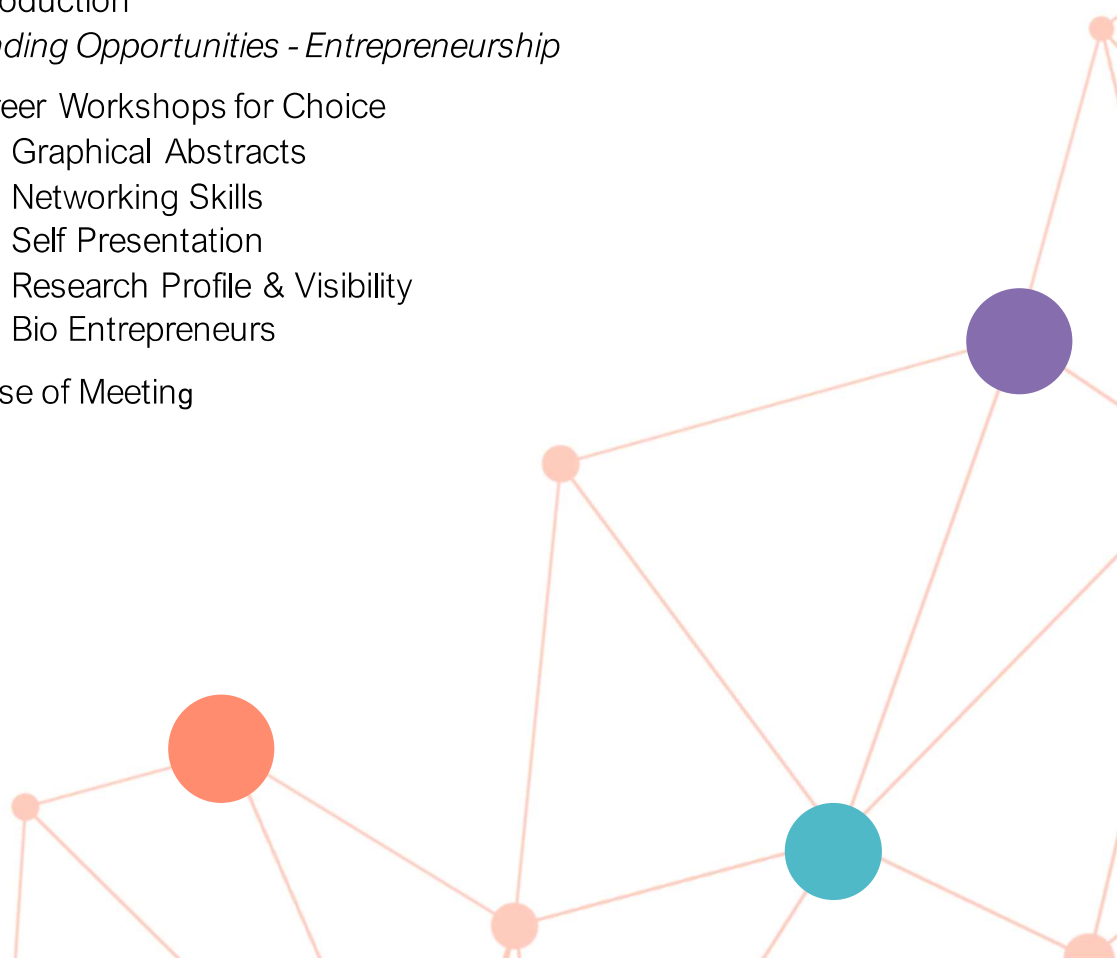 oduction
ding Opportunities - Entrepreneurship
eer Workshops for Choice
Graphical Abstracts
Networking Skills
Self Presentation
Research Profile & Visibility
Bio Entrepreneurs
se of Meeting